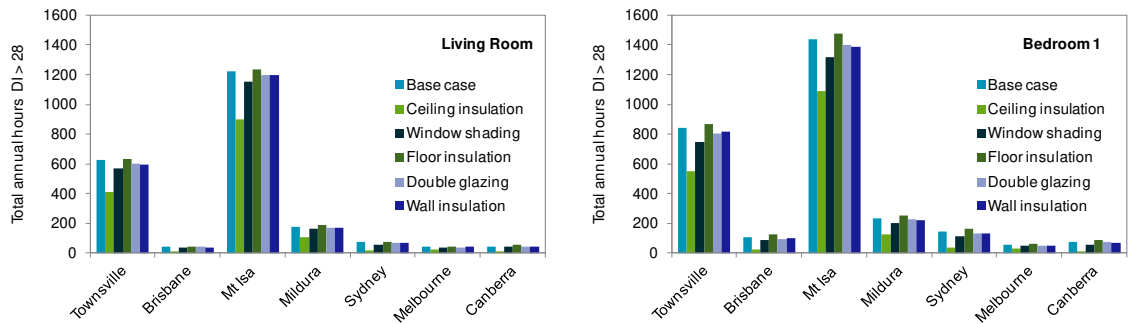 Total annual hours DI > 28
1600
1400
1200
1000
800
600
400
200
0
Living Room
Base case
Ceiling insulation
Window shading
Floor insulation
Double glazing
Wall insulation
Townsville
Brisbane
Mt Isa
Mildura
Sydney
Melbourne
Canberra
Total annual hours DI > 28
1600
1400
1200
1000
800
600
400
200
0
Bedroom 1
Base case
Ceiling insulation
Window shading
Floor insulation
Double glazing
Wall insulation
Townsville
Brisbane
Mt Isa
Mildura
Sydney
Melbourne
Canberra